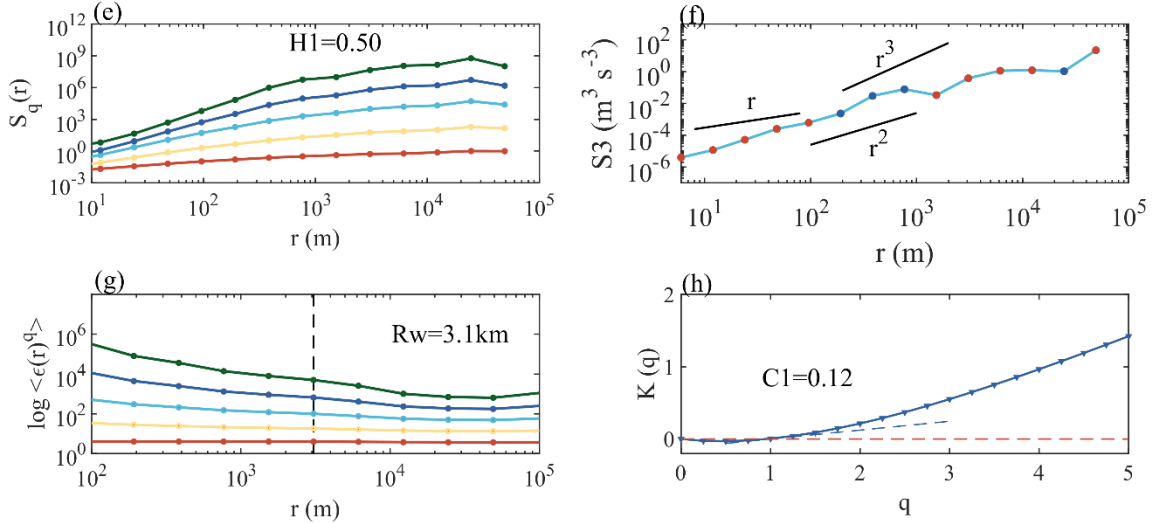 (e)
H1=0.50
S_q(r)
10^12
10^9
10^6
10^3
10^0
10^-3
10^1
10^2
10^3
10^4
10^5
r (m)
(f)
S3 (m^3 s^-3)
10^2
10^0
10^-2
10^-4
10^-6
r
r^3
r^2
10^1
10^2
10^3
10^4
10^5
r (m)
(g)
Rw=3.1km
log <ϵ(r)^q>
10^6
10^4
10^2
10^0
10^2
10^3
10^4
10^5
r (m)
(h)
C1=0.12
K (q)
2
1
0
0
1
2
3
4
5
q